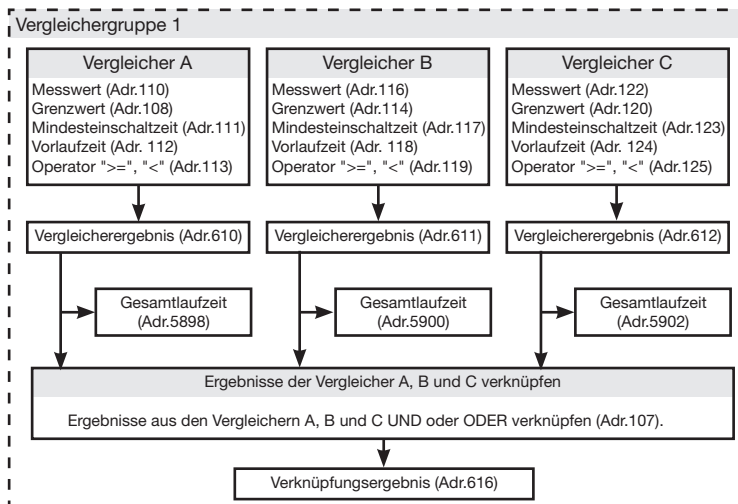 Vergleichergruppe 1
Vergleicher A
Messwert (Adr.110)
Grenzwert (Adr.108)
Mindesteinschaltzeit (Adr.111)
Vorlaufzeit (Adr. 112)
Operator ">=", "<" (Adr.113)
Vergleicher B
Messwert (Adr.116)
Grenzwert (Adr.114)
Mindesteinschaltzeit (Adr.117)
Vorlaufzeit (Adr. 118)
Operator ">=", "<" (Adr.119)
Vergleicher C
Messwert (Adr.122)
Grenzwert (Adr.120)
Mindesteinschaltzeit (Adr.123)
Vorlaufzeit (Adr. 124)
Operator ">=", "<" (Adr.125)
Vergleicherergebnis (Adr.610)
Vergleicherergebnis (Adr.611)
Vergleicherergebnis (Adr.612)
Gesamtlaufzeit
(Adr.5898)
Gesamtlaufzeit
(Adr.5900)
Gesamtlaufzeit
(Adr.5902)
Ergebnisse der Vergleicher A, B und C verknüpfen
Ergebnisse aus den Vergleichern A, B und C UND oder ODER verknüpfen (Adr.107).
Verknüpfungsergebnis (Adr.616)